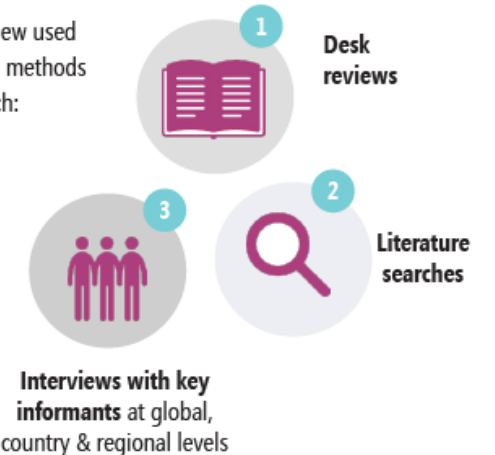 ew used
methods
ch:
1
Desk
reviews
2
Literature
searches
3
Interviews with key
informants at global,
country & regional levels